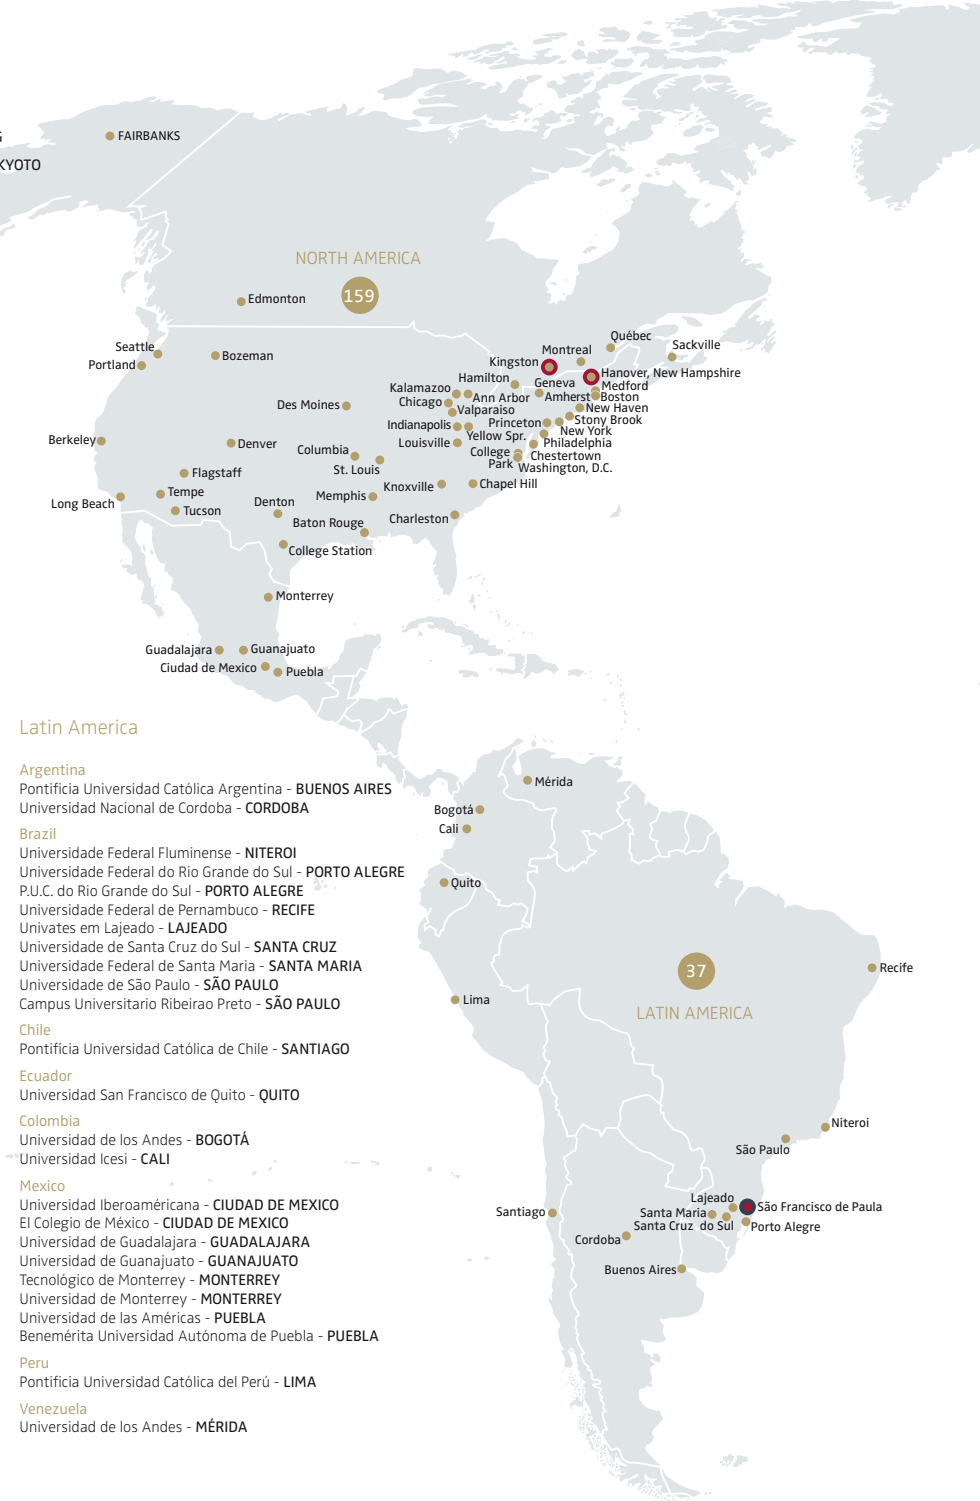 G
KYOTO
FAIRBANKS
NORTH AMERICA
159
Edmonton
Seattle
Portland
Bozeman
Québec
Montreal
Sackville
Kingston
Hanover, New Hampshire
Hamilton
Geneva
Medford
Kalamazoo
Ann Arbor
Amherst
Boston
Chicago
Valparaiso
New Haven
Des Moines
Stony Brook
Indianapolis
Princeton
New York
Yellow Spr.
Berkeley
Denver
Louisville
Philadelphia
Columbia
College
Park
Chestertown
St. Louis
Washington, D.C.
Flagstaff
Knoxville
Chapel Hill
Tempe
Memphis
Long Beach
Denton
Tucson
Baton Rouge
Charleston
College Station
Monterrey
Guadalajara
Guanajuato
Ciudad de Mexico
Puebla
Latin America
Argentina
Pontificia Universidad Católica Argentina - BUENOS AIRES
Universidad Nacional de Cordoba - CORDOBA
Brazil
Universidade Federal Fluminense - NITEROI
Universidade Federal do Rio Grande do Sul - PORTO ALEGRE
P.U.C. do Rio Grande do Sul - PORTO ALEGRE
Universidade Federal de Pernambuco - RECIFE
Univates em Lajeado - LAJEADO
Universidade de Santa Cruz do Sul - SANTA CRUZ
Universidade Federal de Santa Maria - SANTA MARIA
Universidade de São Paulo - SÃO PAULO
Campus Universitario Ribeirao Preto - SÃO PAULO
Chile
Pontifícia Universidad Católica de Chile - SANTIAGO
Ecuador
Universidad San Francisco de Quito - QUITO
Colombia
Universidad de los Andes - BOGOTÁ
Universidad Icesi - CALI
Mexico
Universidad Iberoaméricana - CIUDAD DE MEXICO
El Colegio de México - CIUDAD DE MEXICO
Universidad de Guadalajara - GUADALAJARA
Universidad de Guanajuato - GUANAJUATO
Tecnológico de Monterrey - MONTERREY
Universidad de Monterrey - MONTERREY
Universidad de las Américas - PUEBLA
Benemérita Universidad Autónoma de Puebla - PUEBLA
Peru
Pontificia Universidad Católica del Perú - LIMA
Venezuela
Universidad de los Andes - MÉRIDA
Mérida
Bogotá
Cali
Quito
Lima
37
LATIN AMERICA
Recife
Niteroi
São Paulo
Lajeado
São Francisco de Paula
Santiago
Santa Maria
Santa Cruz do Sul
Porto Alegre
Cordoba
Buenos Aires